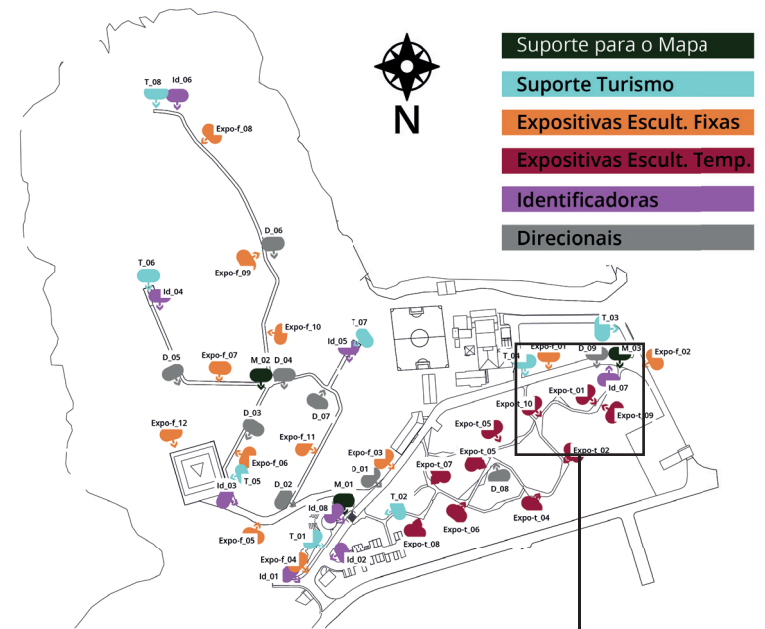 Suporte para o Mapa
Suporte Turismo
Expositivas Escult. Fixas
Expositivas Escult. Temp.
Identificadoras
Direcionais
N
T_08
Id_06
Expo-f_08
D_06
Expo-f_09
T_06
Id_04
Expo-f_10
T_07
Id_05
T_03
D_05
Expo-f_07
M_02
D_04
T_04
Expo-f_01
D_09
M_03
Expo-f_02
Id_07
D_07
Expo-t_01
Expo-t_10
Expo-t_09
Expo-f_12
D_03
Expo-t_05
Expo-f_11
Expo-f_03
Expo-t_05
Expo-t_02
Expo-f_06
T_05
D_01
Expo-t_07
D_08
Id_03
D_02
M_01
Id_08
T_02
Expo-t_04
Expo-t_06
Expo-f_05
T_01
Expo-t_08
Expo-f_04
Id_02
Id_01